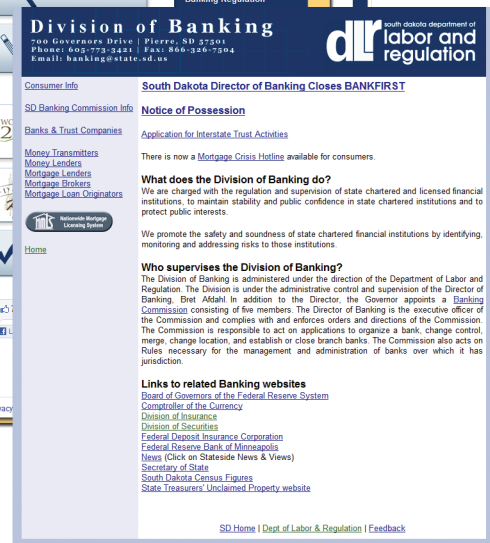 Banking Regulation
Division of Banking
700 Governors Drive | Pierre, SD 57501
Phone: 605-773-3421 | Fax: 866-326-7504
Email: banking@state.sd.us
south dakota department of
dlr labor and
regulation
Consumer Info
SD Banking Commission Info
Banks & Trust Companies
Money Transmitters
Money Lenders
Mortgage Lenders
Mortgage Brokers
Mortgage Loan Originators
nmls Nationwide Mortgage
Licensing System
Home
South Dakota Director of Banking Closes BANKFIRST
Notice of Possession
Application for Interstate Trust Activities
There is now a Mortgage Crisis Hotline available for consumers.
What does the Division of Banking do?
We are charged with the regulation and supervision of state chartered and licensed financial
institutions, to maintain stability and public confidence in state chartered institutions and to
protect public interests.
We promote the safety and soundness of state chartered financial institutions by identifying,
monitoring and addressing risks to those institutions.
Who supervises the Division of Banking?
The Division of Banking is administered under the direction of the Department of Labor and
Regulation. The Division is under the administrative control and supervision of the Director of
Banking, Bret Afdahl. In addition to the Director, the Governor appoints a Banking
Commission consisting of five members. The Director of Banking is the executive officer of
the Commission and complies with and enforces orders and directions of the Commission.
The Commission is responsible to act on applications to organize a bank, change control,
merge, change location, and establish or close branch banks. The Commission also acts on
Rules necessary for the management and administration of banks over which it has
jurisdiction.
Links to related Banking websites
Board of Governors of the Federal Reserve System
Comptroller of the Currency
Division of Insurance
Division of Securities
Federal Deposit Insurance Corporation
Federal Reserve Bank of Minneapolis
News (Click on Stateside News & Views)
Secretary of State
South Dakota Census Figures
State Treasurers' Unclaimed Property website
SD Home | Dept of Labor & Regulation | Feedback